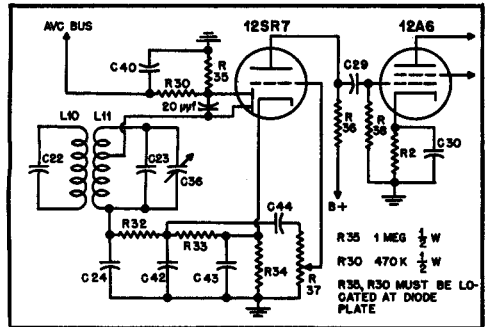 AVC BUS
12SR7
12A6
C40
R
35
R30
20 µµf
C29
R
36
R
38
R2
C30
B+
L10
L11
C22
C23
C36
R32
R33
C44
C24
C42
C43
R34
R
37
R35 1 MEG ½ W
R30 470K ½ W
R35, R30 MUST BE LO-
CATED AT DIODE
PLATE